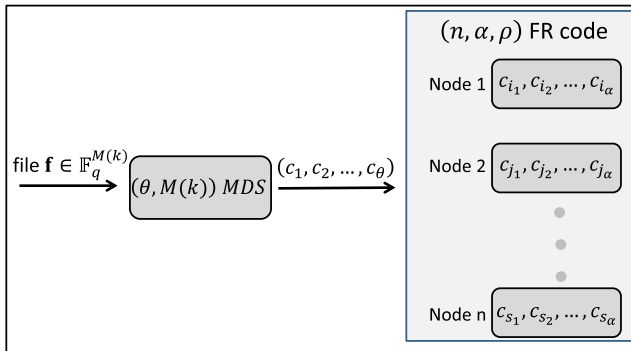 (n, α, ρ) FR code
Node 1
c_{i_1}, c_{i_2}, …, c_{i_α}
file f ∈ 𝔽_q^{M(k)}
(θ, M(k)) MDS
(c_1, c_2, …, c_θ)
Node 2
c_{j_1}, c_{j_2}, …, c_{j_α}
Node n
c_{s_1}, c_{s_2}, …, c_{s_α}